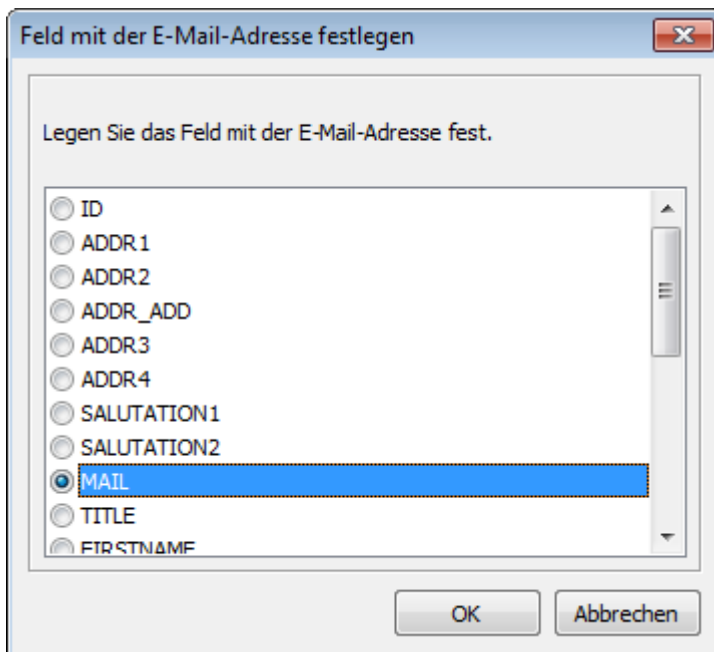 Feld mit der E-Mail-Adresse festlegen
Legen Sie das Feld mit der E-Mail-Adresse fest.
ID
ADDR1
ADDR2
ADDR_ADD
ADDR3
ADDR4
SALUTATION1
SALUTATION2
MAIL
TITLE
FIRSTNAME
OK
Abbrechen